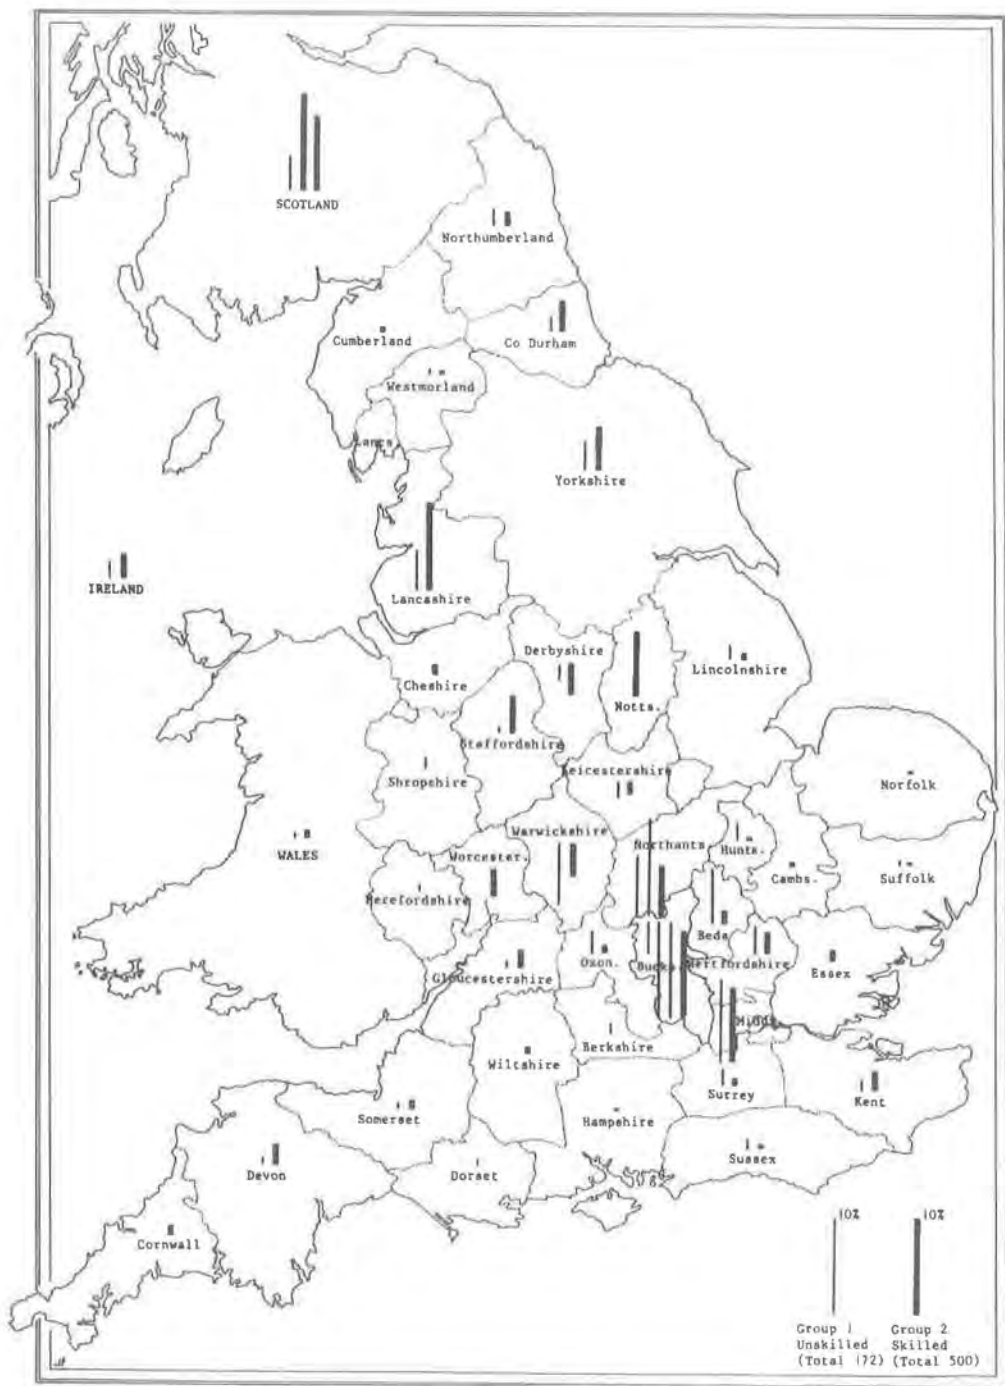 SCOTLAND
Northumberland
Cumberland
Co Durham
Westmorland
Lancs.
Yorkshire
IRELAND
Lancashire
Derbyshire
Lincolnshire
Cheshire
Notts.
Staffordshire
Leicestershire
Shropshire
Norfolk
Warwickshire
Northants.
Hunts.
WALES
Worcester.
Cambs.
Suffolk
Herefordshire
Beds
Oxon.
Bucks.
Hertfordshire
Essex
Gloucestershire
Middx
Berkshire
Wiltshire
Surrey
Kent
Somerset
Hampshire
Sussex
Devon
Dorset
Cornwall
10% 10%
Group 1 Group 2
Unskilled Skilled
(Total 172) (Total 500)